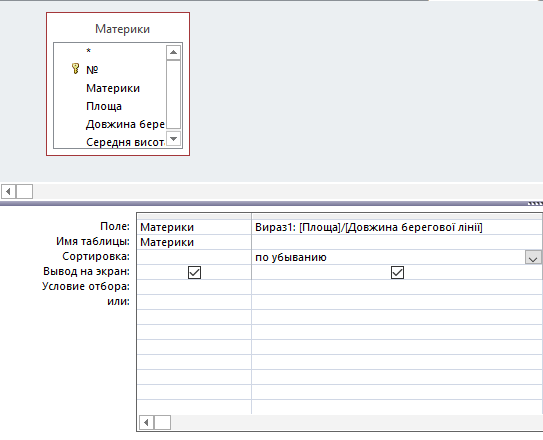 Материки
*
№
Материки
Площа
Довжина бере
Середня висот
Поле: Материки Вираз1: [Площа]/[Довжина берегової лінії]
Имя таблицы: Материки
Сортировка: по убыванию
Вывод на экран:
Условие отбора:
или: